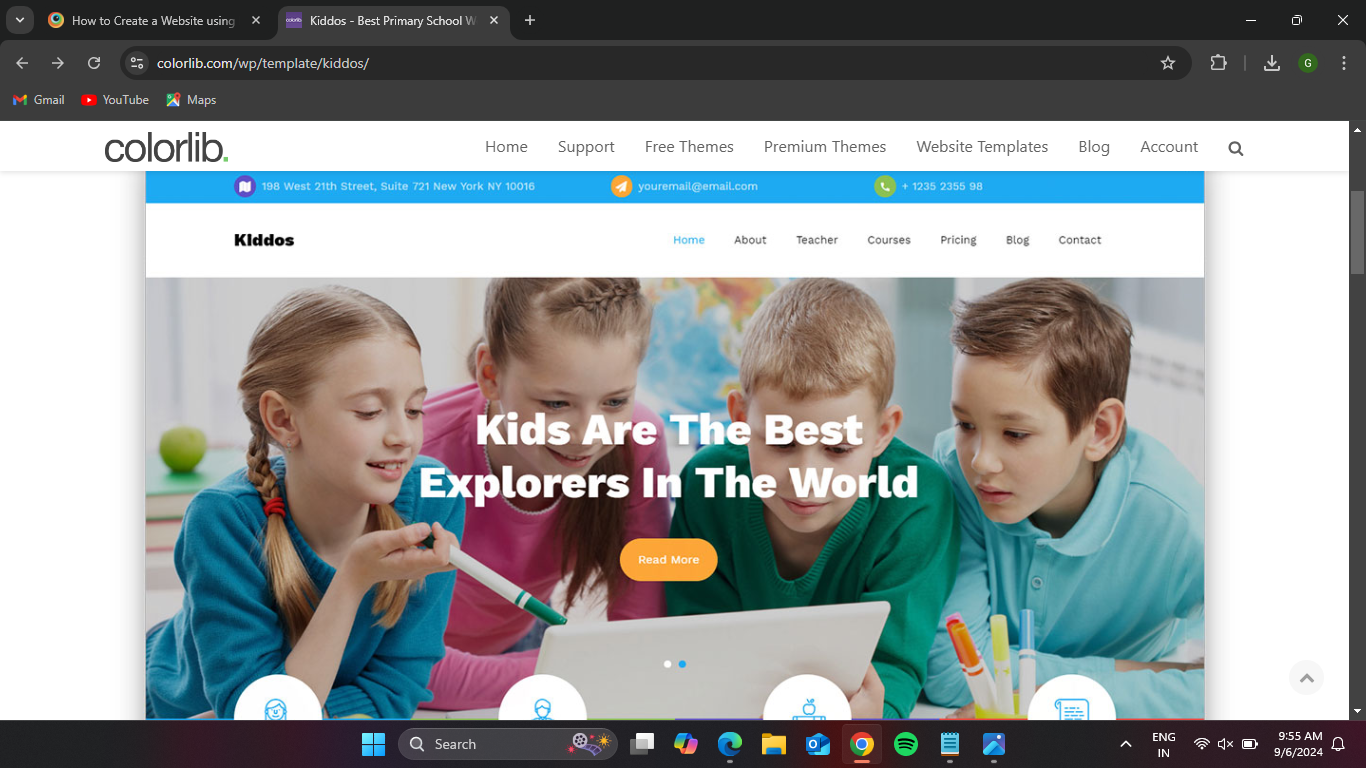 How to Create a Website using
Kiddos - Best Primary School W
colorlib.com/wp/template/kiddos/
G
Gmail
YouTube
Maps
colorlib.
Home
Support
Free Themes
Premium Themes
Website Templates
Blog
Account
198 West 21th Street, Suite 721 New York NY 10016
youremail@email.com
+ 1235 2355 98
Kiddos
Home
About
Teacher
Courses
Pricing
Blog
Contact
Kids Are The Best
Explorers In The World
Read More
Search
ENG
IN
9:55 AM
9/6/2024